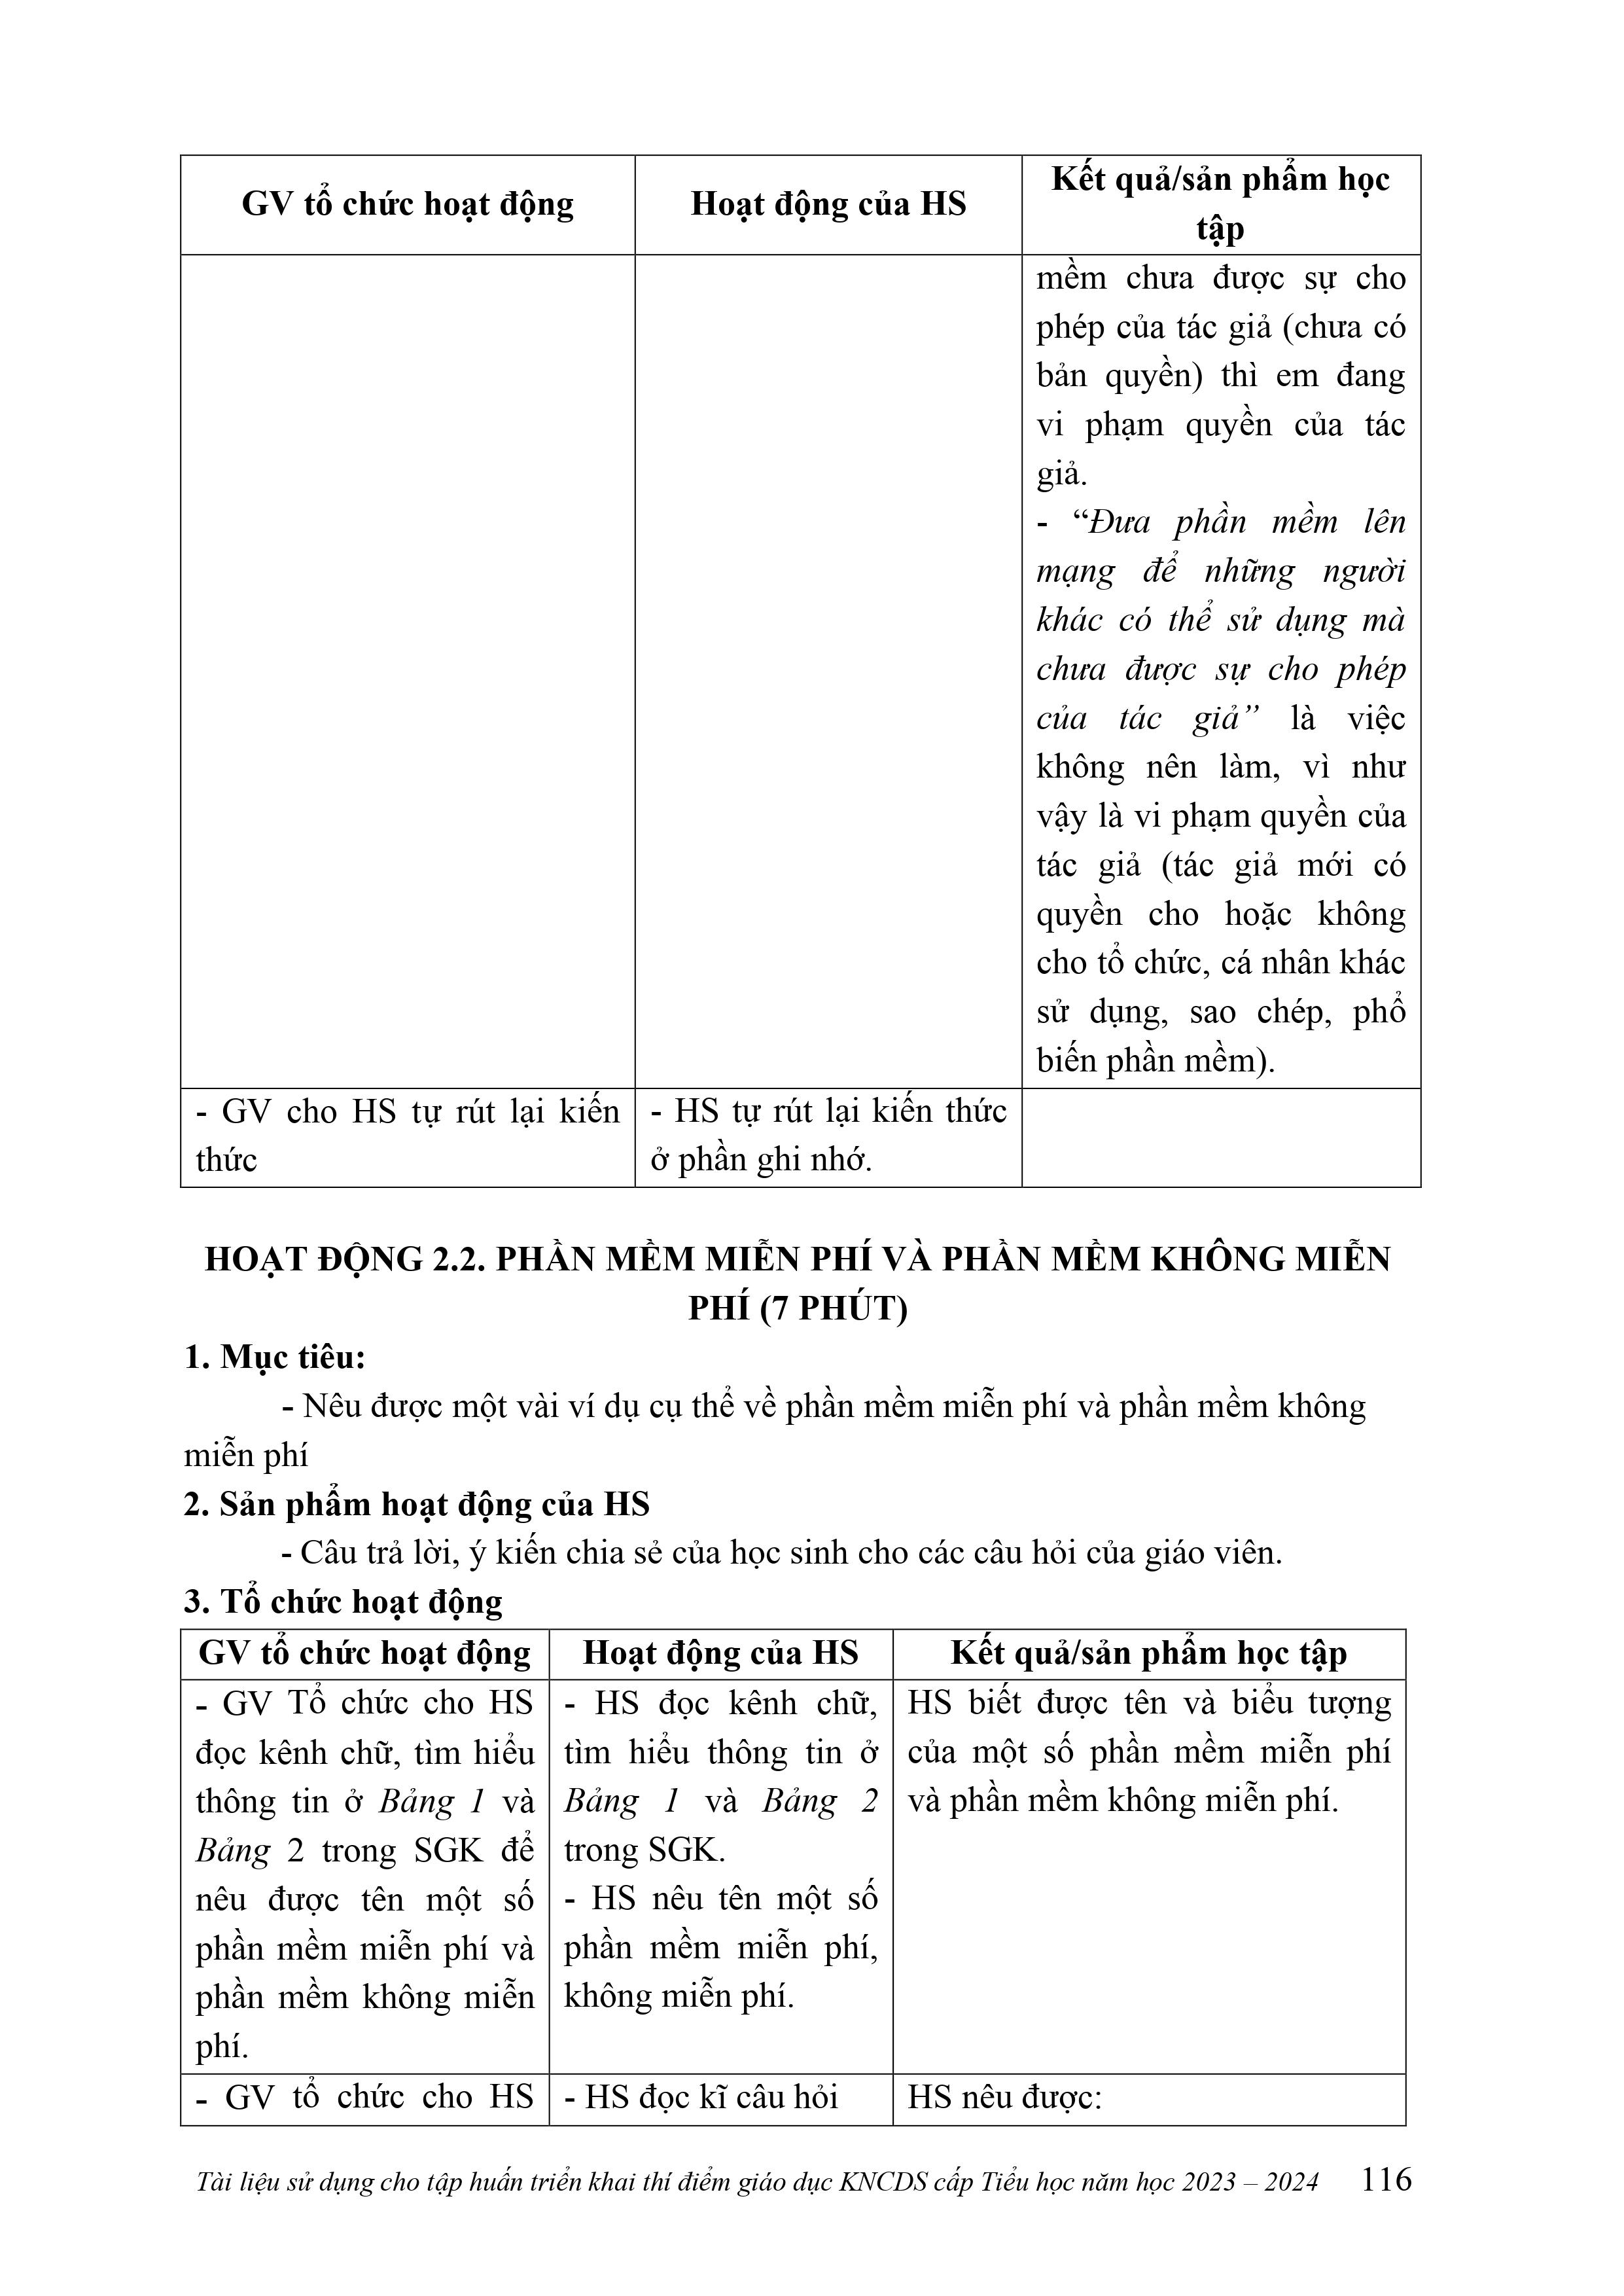 GV tổ chức hoạt động
Hoạt động của HS
Kết quả/sản phẩm học
tập
mềm chưa được sự cho
phép của tác giả (chưa có
bản quyền) thì em đang
vi phạm quyền của tác
giả.
- “Đưa phần mềm lên
mạng để những người
khác có thể sử dụng mà
chưa được sự cho phép
của tác giả” là việc
không nên làm, vì như
vậy là vi phạm quyền của
tác giả (tác giả mới có
quyền cho hoặc không
cho tổ chức, cá nhân khác
sử dụng, sao chép, phổ
biến phần mềm).
- GV cho HS tự rút lại kiến
thức
- HS tự rút lại kiến thức
ở phần ghi nhớ.
HOẠT ĐỘNG 2.2. PHẦN MỀM MIỄN PHÍ VÀ PHẦN MỀM KHÔNG MIỄN
PHÍ (7 PHÚT)
1. Mục tiêu:
- Nêu được một vài ví dụ cụ thể về phần mềm miễn phí và phần mềm không
miễn phí
2. Sản phẩm hoạt động của HS
- Câu trả lời, ý kiến chia sẻ của học sinh cho các câu hỏi của giáo viên.
3. Tổ chức hoạt động
GV tổ chức hoạt động
Hoạt động của HS
Kết quả/sản phẩm học tập
- GV Tổ chức cho HS
đọc kênh chữ, tìm hiểu
thông tin ở Bảng 1 và
Bảng 2 trong SGK để
nêu được tên một số
phần mềm miễn phí và
phần mềm không miễn
phí.
- HS đọc kênh chữ,
tìm hiểu thông tin ở
Bảng 1 và Bảng 2
trong SGK.
- HS nêu tên một số
phần mềm miễn phí,
không miễn phí.
HS biết được tên và biểu tượng
của một số phần mềm miễn phí
và phần mềm không miễn phí.
- GV tổ chức cho HS
- HS đọc kĩ câu hỏi
HS nêu được:
Tài liệu sử dụng cho tập huấn triển khai thí điểm giáo dục KNCDS cấp Tiểu học năm học 2023 – 2024 116